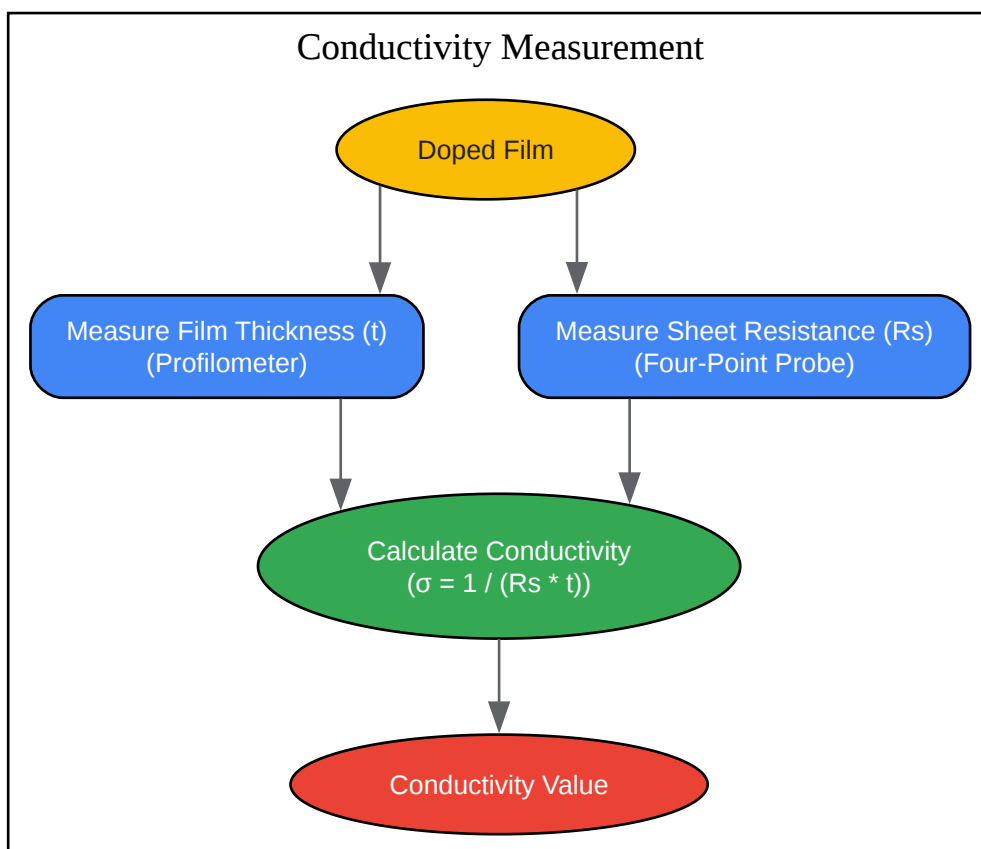 Conductivity Measurement
Doped Film
Measure Film Thickness (t)
(Profilometer)
Measure Sheet Resistance (Rs)
(Four-Point Probe)
Calculate Conductivity
(σ = 1 / (Rs * t))
Conductivity Value